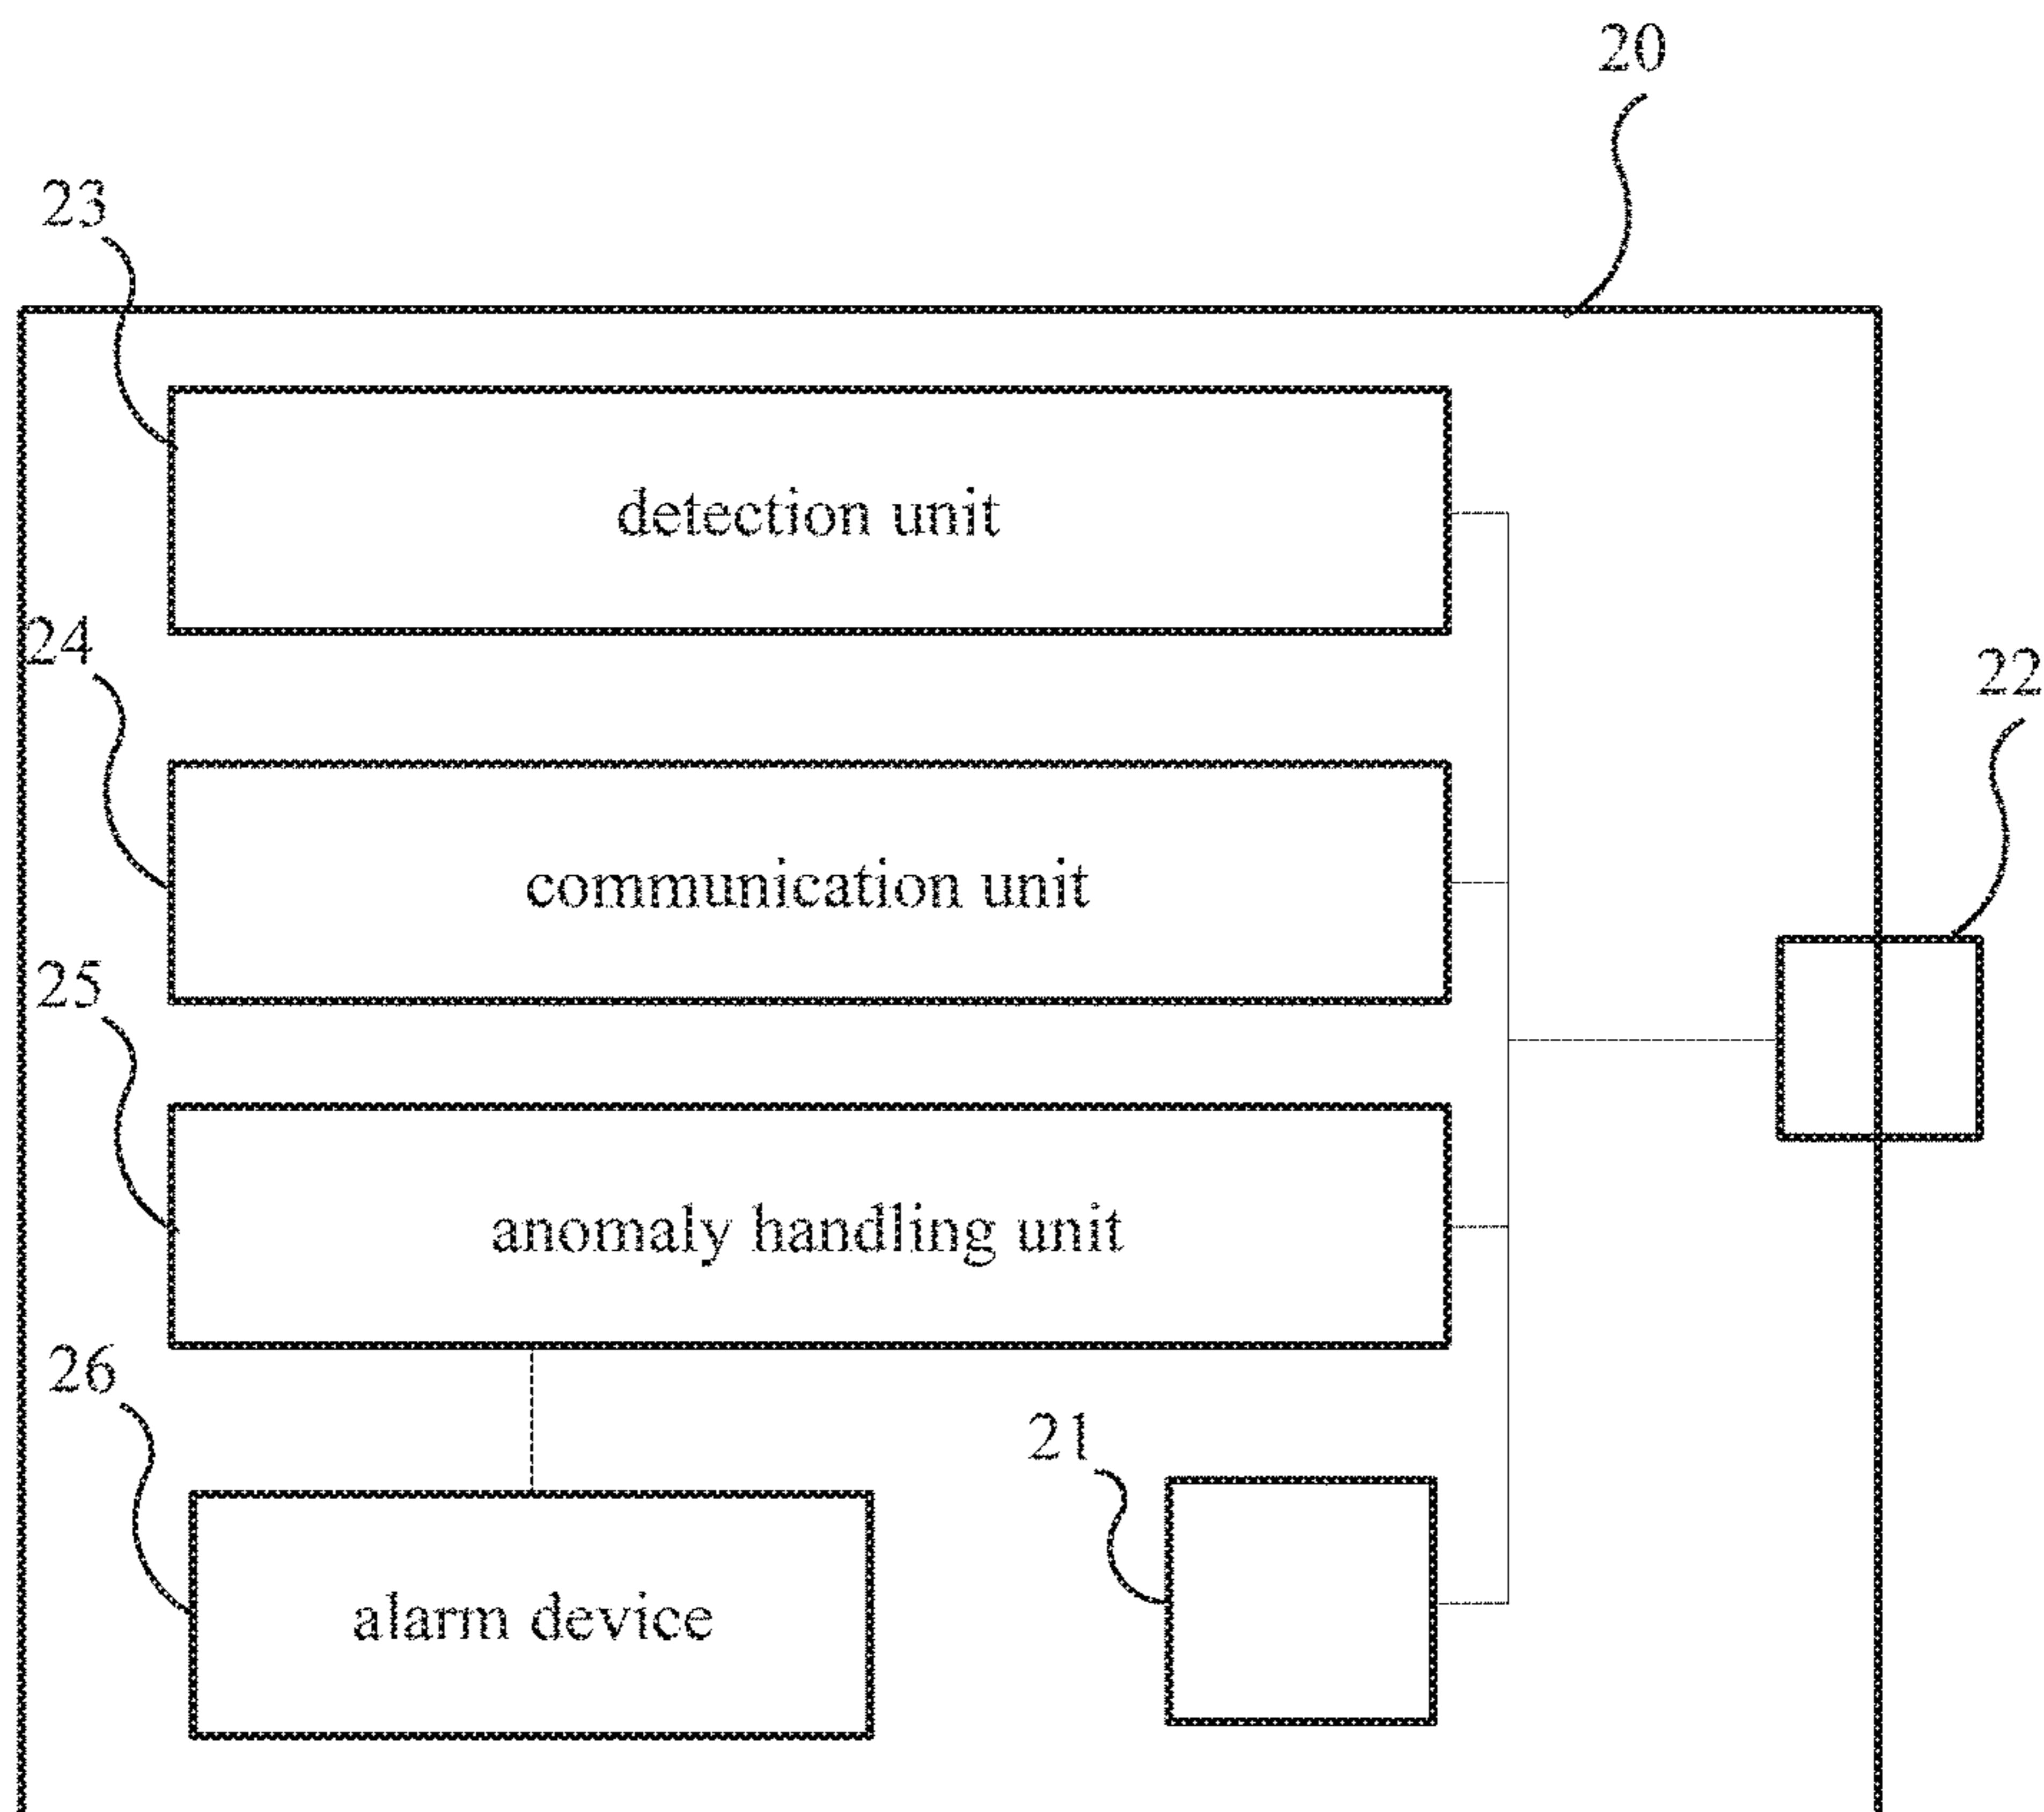 20
23
detection unit
24
22
communication unit
25
anomaly handling unit
26
21
alarm device